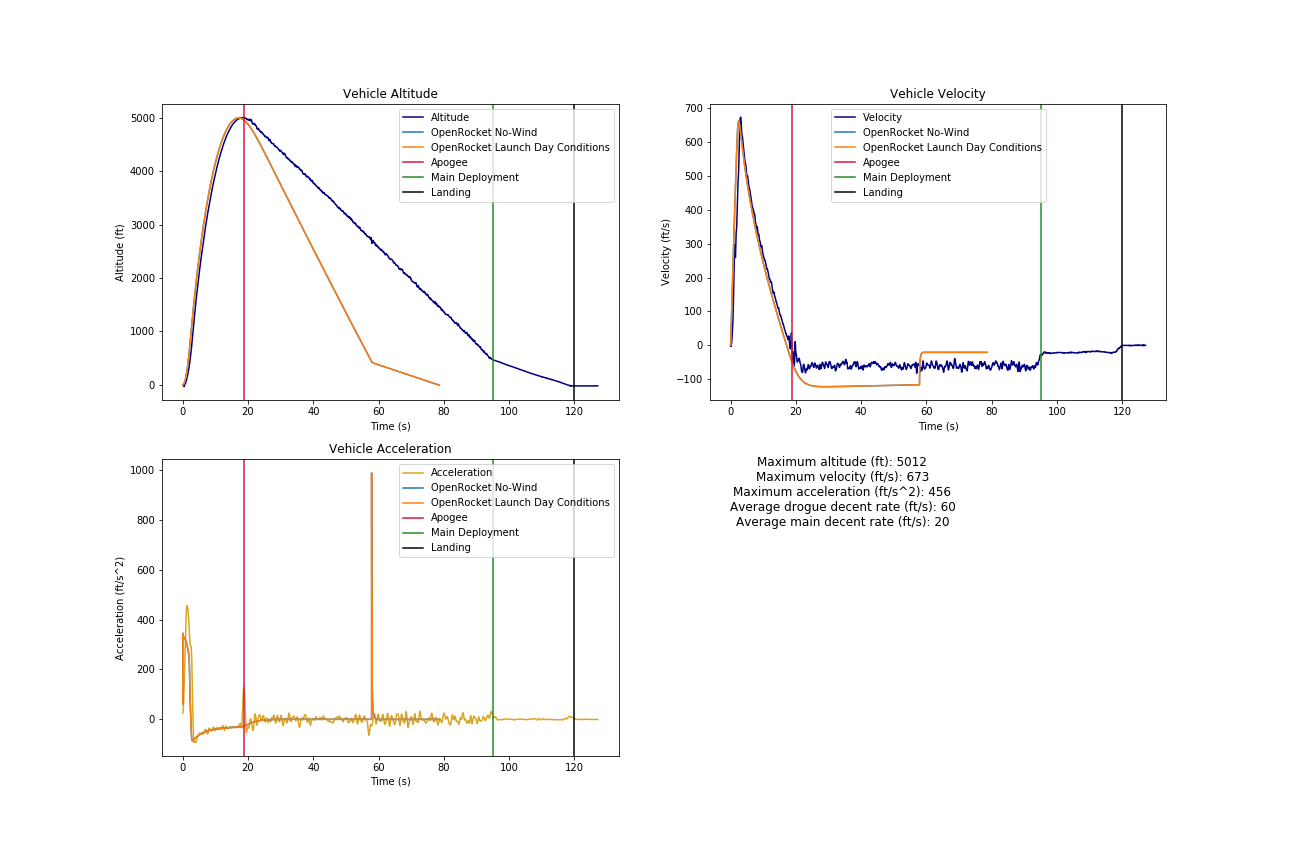 Vehicle Altitude
5000
4000
3000
2000
1000
0
Altitude (ft)
Altitude
OpenRocket No-Wind
OpenRocket Launch Day Conditions
Apogee
Main Deployment
Landing
0 20 40 60 80 100 120
Time (s)
Vehicle Velocity
700
600
500
400
300
200
100
0
−100
Velocity (ft/s)
Velocity
OpenRocket No-Wind
OpenRocket Launch Day Conditions
Apogee
Main Deployment
Landing
0 20 40 60 80 100 120
Time (s)
Vehicle Acceleration
1000
800
600
400
200
0
Acceleration (ft/s^2)
Acceleration
OpenRocket No-Wind
OpenRocket Launch Day Conditions
Apogee
Main Deployment
Landing
0 20 40 60 80 100 120
Time (s)
Maximum altitude (ft): 5012
Maximum velocity (ft/s): 673
Maximum acceleration (ft/s^2): 456
Average drogue decent rate (ft/s): 60
Average main decent rate (ft/s): 20